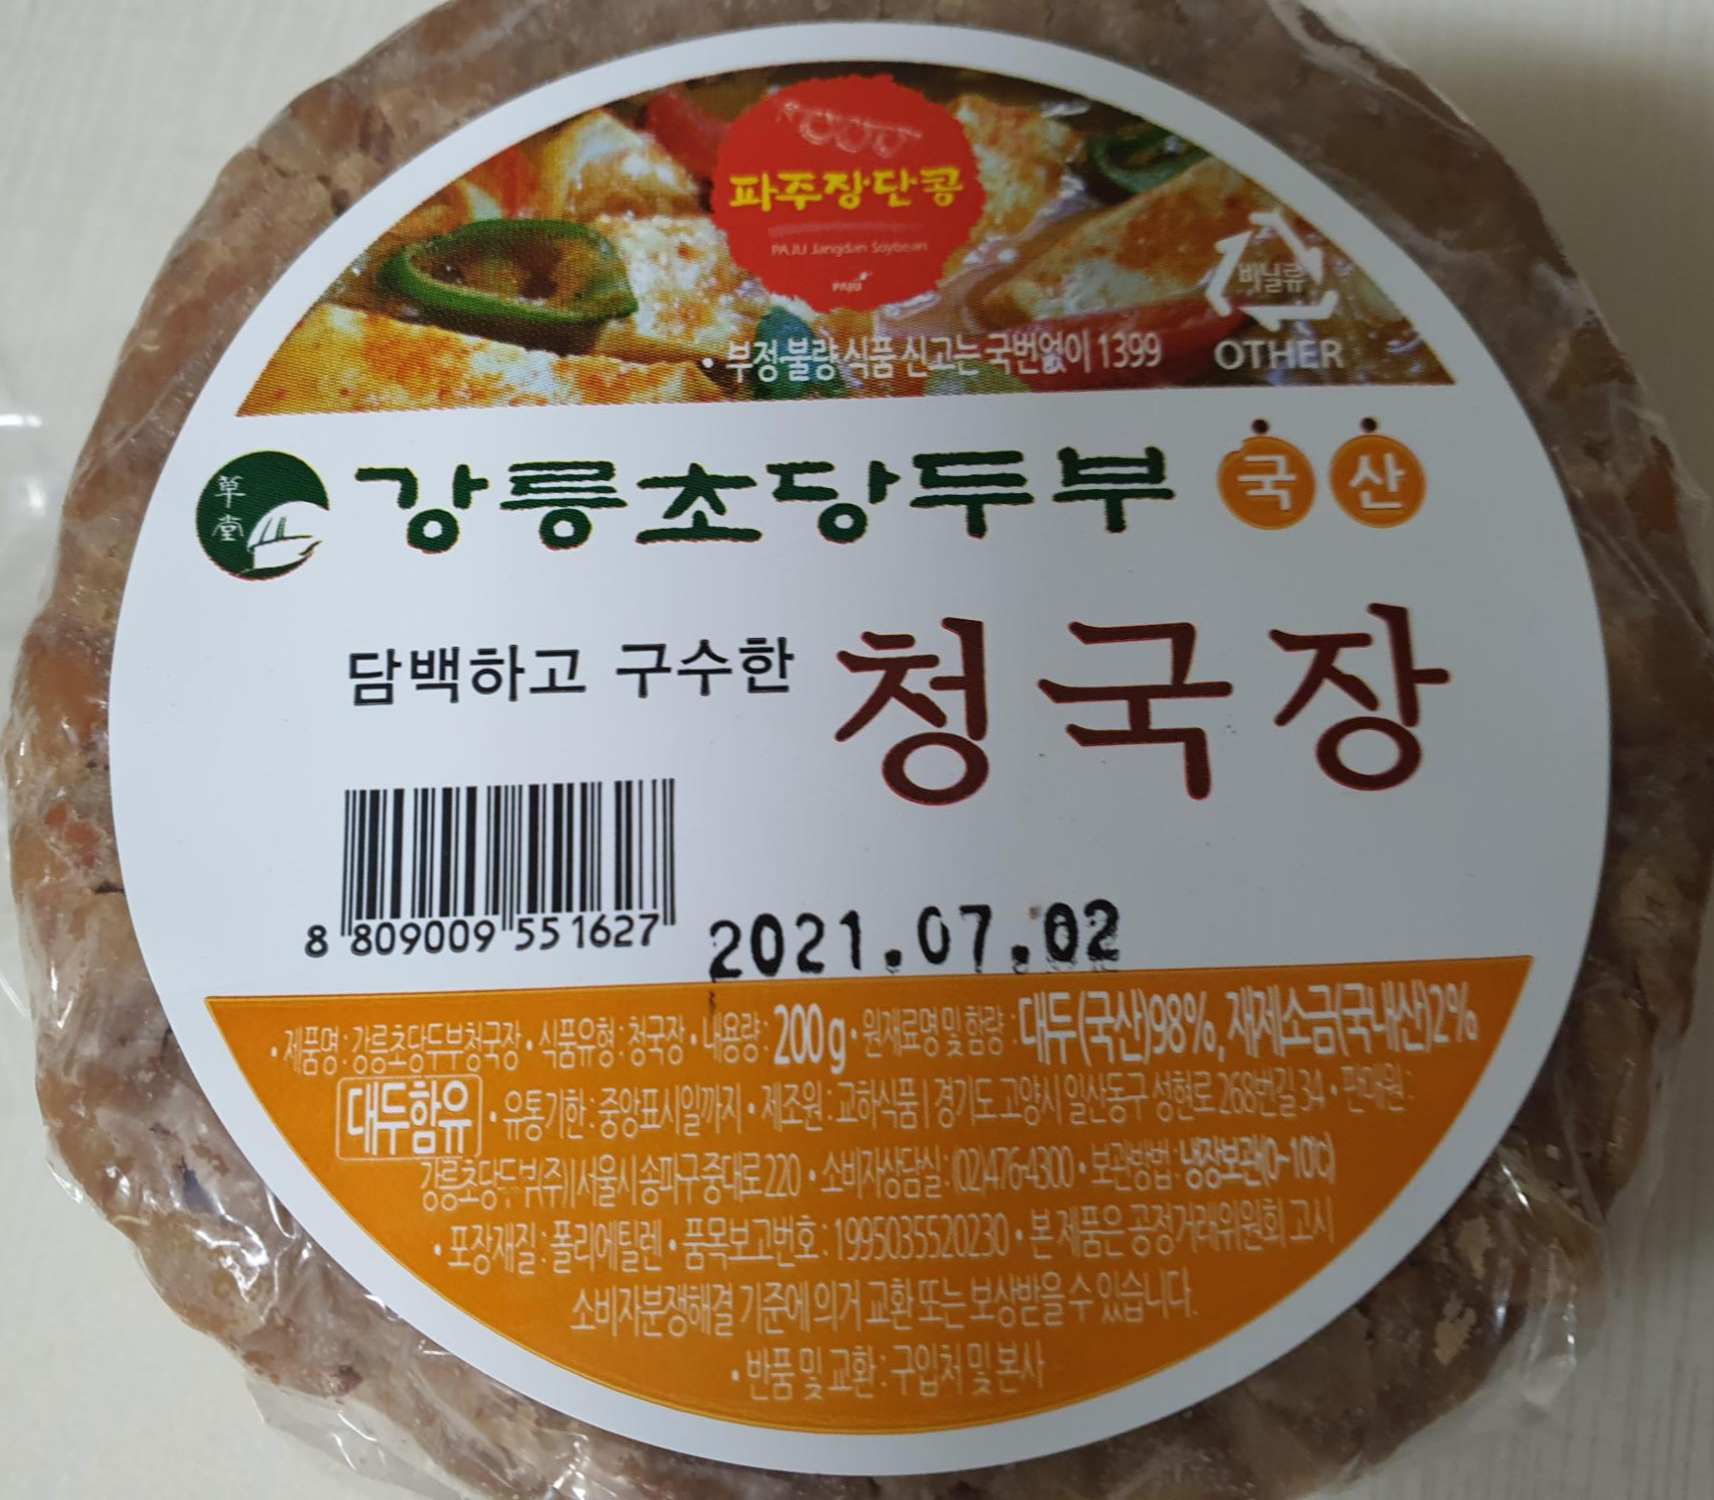 파주장단콩
PAJU Jangdan Soybean
PAJU
비닐류
OTHER
• 부정·불량식품 신고는 국번없이 1399
草堂
강릉초당두부 국산
담백하고 구수한 청국장
8 809009 551627
2021.07.02
• 제품명 : 강릉초당두부청국장 • 식품유형 : 청국장 • 내용량 : 200g • 원재료명 및 함량 : 대두(국산)98%, 재제소금(국내산)2%
대두함유 • 유통기한 : 중앙표시일까지 • 제조원 : 교하식품 | 경기도 고양시 일산동구 성현로 268번길 34 • 판매원 :
강릉초당두부(주) | 서울시 송파구 중대로 220 • 소비자상담실 : (02)476-4300 • 보관방법 : 냉장보관(0~10℃)
• 포장재질 : 폴리에틸렌 • 품목보고번호 : 1995035520230 • 본 제품은 공정거래위원회 고시
소비자분쟁해결 기준에 의거 교환 또는 보상받을 수 있습니다.
• 반품 및 교환 : 구입처 및 본사